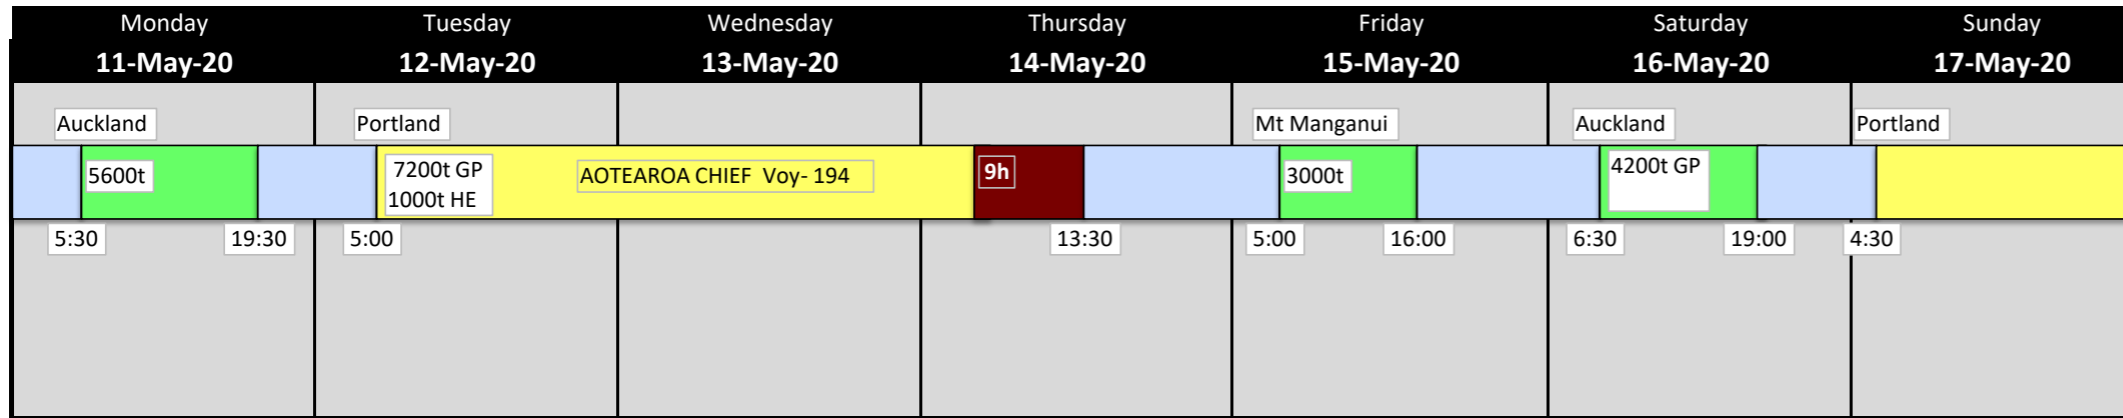 Monday Tuesday Wednesday Thursday Friday Saturday Sunday
11-May-20 12-May-20 13-May-20 14-May-20 15-May-20 16-May-20 17-May-20
Auckland Portland Mt Manganui Auckland Portland
5600t 7200t GP AOTEAROA CHIEF Voy- 194 9h 3000t 4200t GP
1000t HE
5:30 19:30 5:00 13:30 5:00 16:00 6:30 19:00 4:30